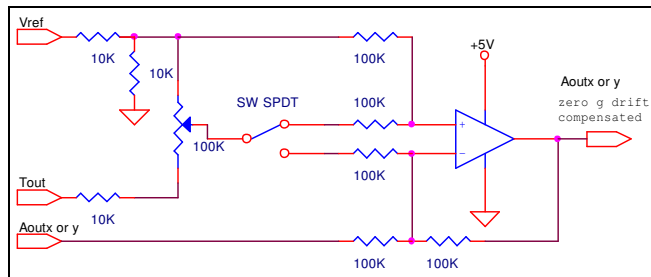 Vref
10K
10K
100K
+5V
Aoutx or y
zero g drift
compensated
SW SPDT
100K
100K
+
−
100K
Tout
10K
Aoutx or y
100K
100K